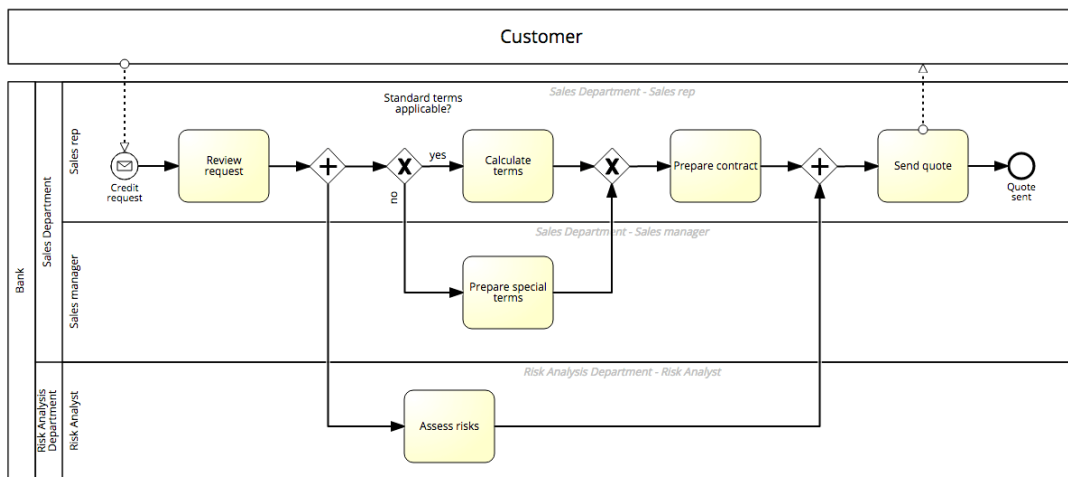 Customer
Bank
Sales Department
Sales rep
Sales Department - Sales rep
Standard terms
applicable?
Credit
request
Review
request
yes
no
Calculate
terms
Prepare contract
Send quote
Quote
sent
Sales manager
Sales Department - Sales manager
Prepare special
terms
Risk Analysis
Department
Risk Analyst
Risk Analysis Department - Risk Analyst
Assess risks